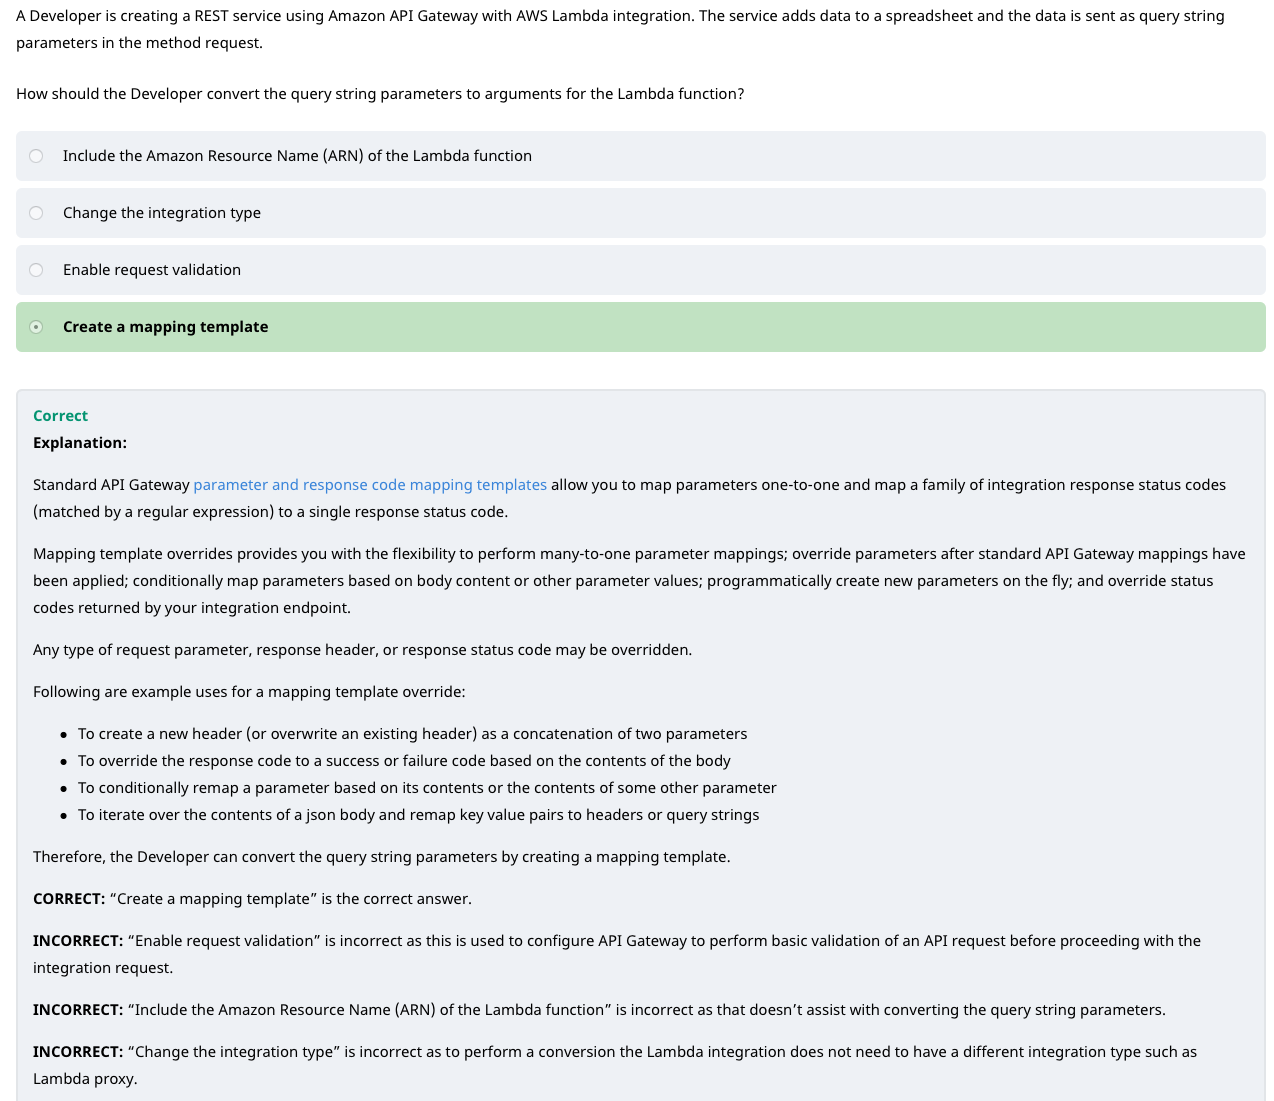 A Developer is creating a REST service using Amazon API Gateway with AWS Lambda integration. The service adds data to a spreadsheet and the data is sent as query string
parameters in the method request.
How should the Developer convert the query string parameters to arguments for the Lambda function?
Include the Amazon Resource Name (ARN) of the Lambda function
Change the integration type
Enable request validation
Create a mapping template
Correct
Explanation:
Standard API Gateway parameter and response code mapping templates allow you to map parameters one-to-one and map a family of integration response status codes
(matched by a regular expression) to a single response status code.
Mapping template overrides provides you with the flexibility to perform many-to-one parameter mappings; override parameters after standard API Gateway mappings have
been applied; conditionally map parameters based on body content or other parameter values; programmatically create new parameters on the fly; and override status
codes returned by your integration endpoint.
Any type of request parameter, response header, or response status code may be overridden.
Following are example uses for a mapping template override:
• To create a new header (or overwrite an existing header) as a concatenation of two parameters
• To override the response code to a success or failure code based on the contents of the body
• To conditionally remap a parameter based on its contents or the contents of some other parameter
• To iterate over the contents of a json body and remap key value pairs to headers or query strings
Therefore, the Developer can convert the query string parameters by creating a mapping template.
CORRECT: “Create a mapping template” is the correct answer.
INCORRECT: “Enable request validation” is incorrect as this is used to configure API Gateway to perform basic validation of an API request before proceeding with the
integration request.
INCORRECT: “Include the Amazon Resource Name (ARN) of the Lambda function” is incorrect as that doesn’t assist with converting the query string parameters.
INCORRECT: “Change the integration type” is incorrect as to perform a conversion the Lambda integration does not need to have a different integration type such as
Lambda proxy.